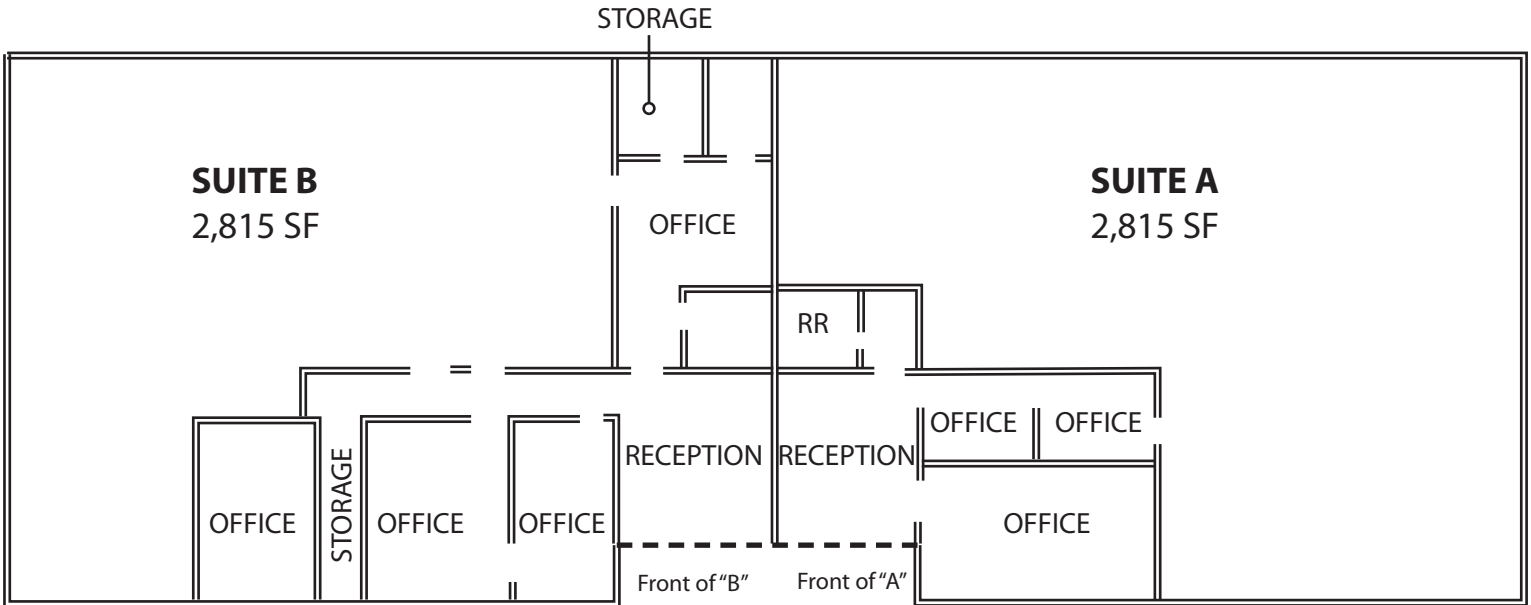 STORAGE
SUITE B
2,815 SF
SUITE A
2,815 SF
OFFICE
RR
OFFICE
OFFICE
RECEPTION
RECEPTION
STORAGE
OFFICE
OFFICE
OFFICE
OFFICE
Front of “B”
Front of “A”